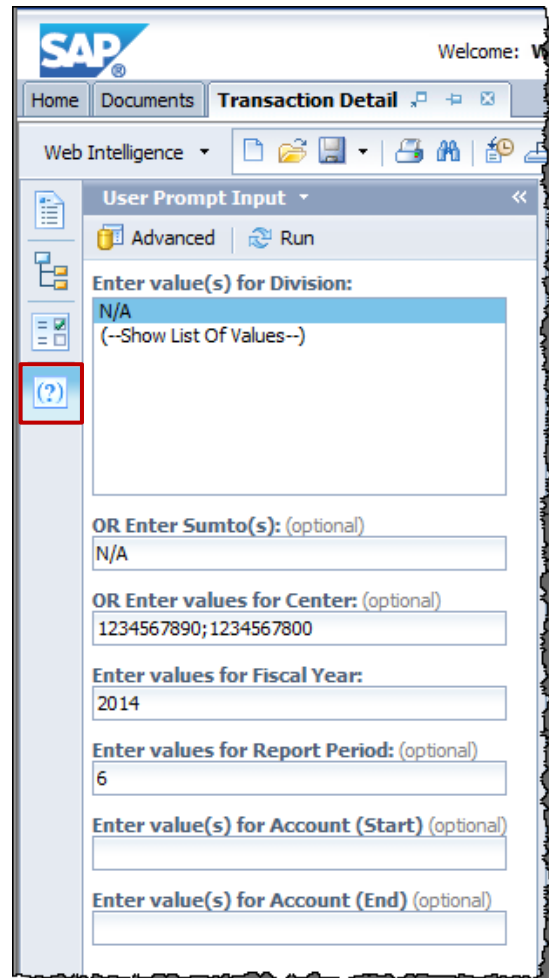 SAP®
Welcome: W
Home Documents Transaction Detail
Web Intelligence
User Prompt Input «
Advanced Run
Enter value(s) for Division:
N/A
(--Show List Of Values--)
(?)
OR Enter Sumto(s): (optional)
N/A
OR Enter values for Center: (optional)
1234567890;1234567800
Enter values for Fiscal Year:
2014
Enter values for Report Period: (optional)
6
Enter value(s) for Account (Start) (optional)
Enter value(s) for Account (End) (optional)